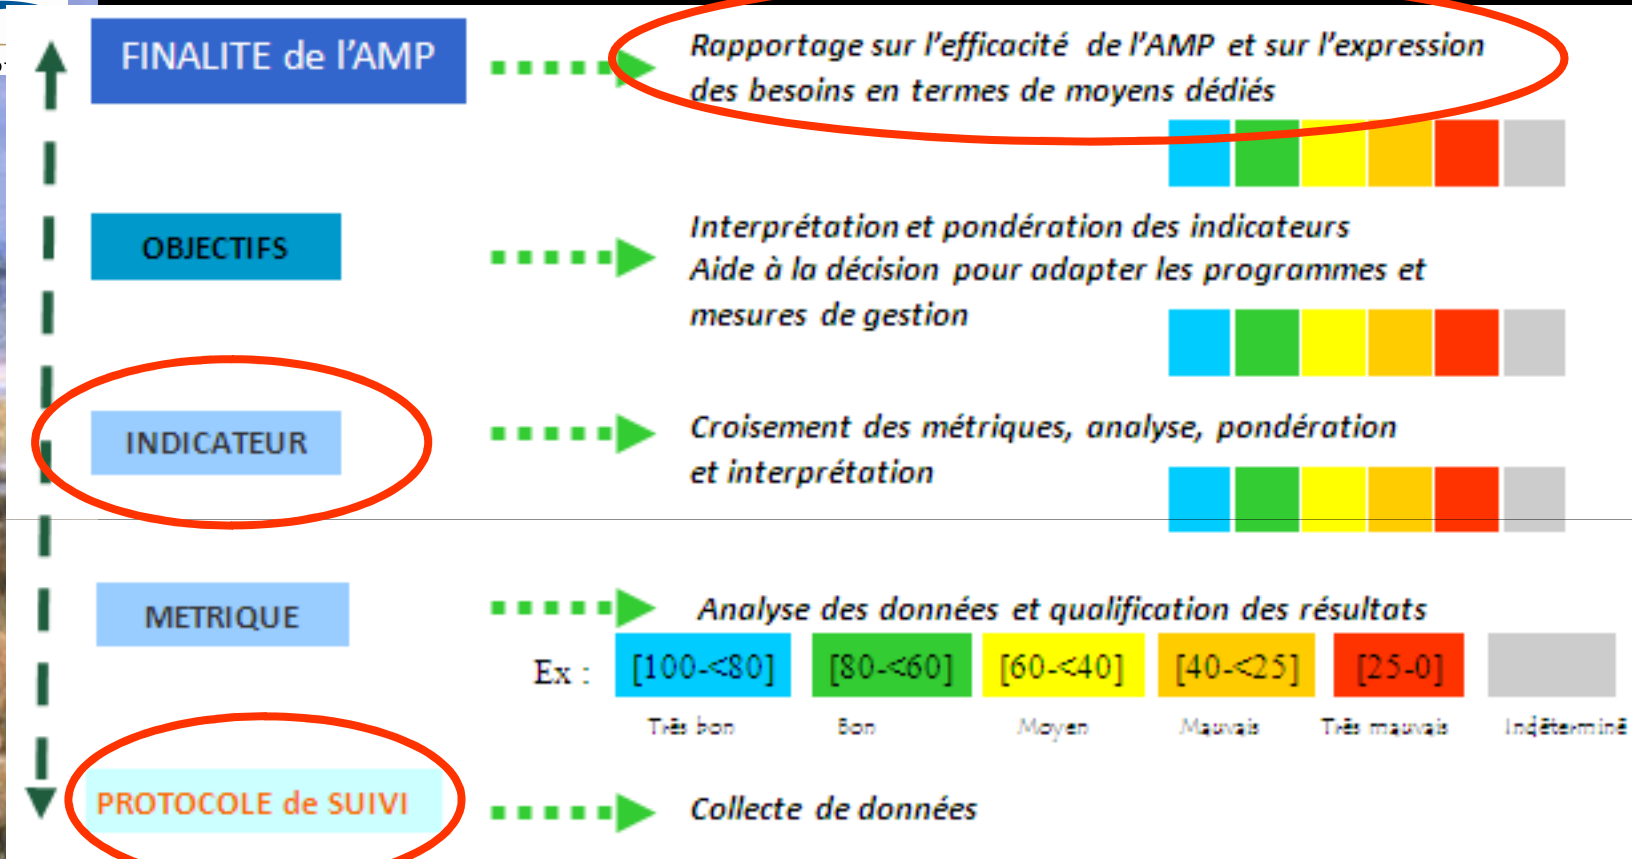 FINALITE de l'AMP
Rapportage sur l'efficacité de l'AMP et sur l'expression
des besoins en termes de moyens dédiés
OBJECTIFS
Interprétation et pondération des indicateurs
Aide à la décision pour adapter les programmes et
mesures de gestion
INDICATEUR
Croisement des métriques, analyse, pondération
et interprétation
METRIQUE
Analyse des données et qualification des résultats
Ex : [100-<80] [80-<60] [60-<40] [40-<25] [25-0]
Très bon Bon Moyen Mauvais Très mauvais Indéterminé
PROTOCOLE de SUIVI
Collecte de données